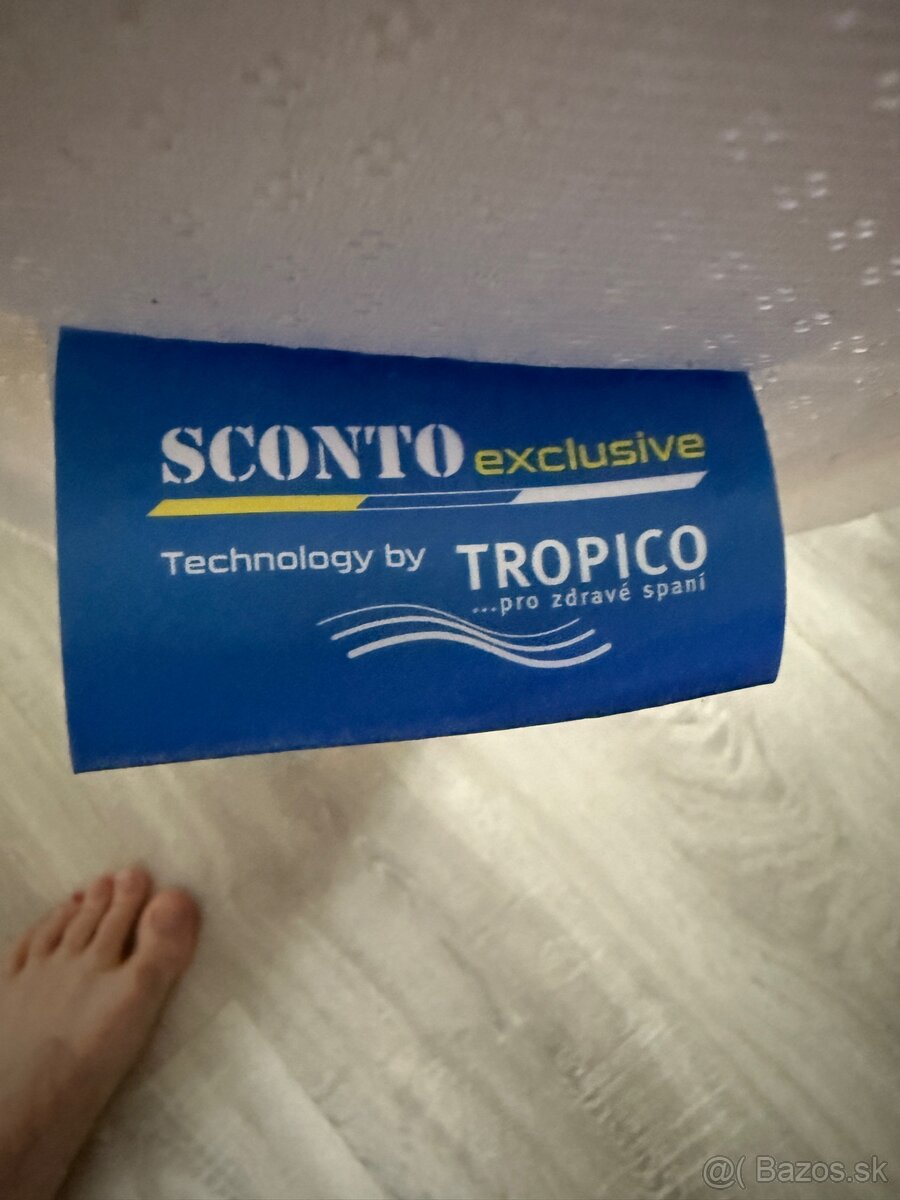 SCONTO exclusive
Technology by TROPICO
...pro zdravé spaní
@( Bazos.sk